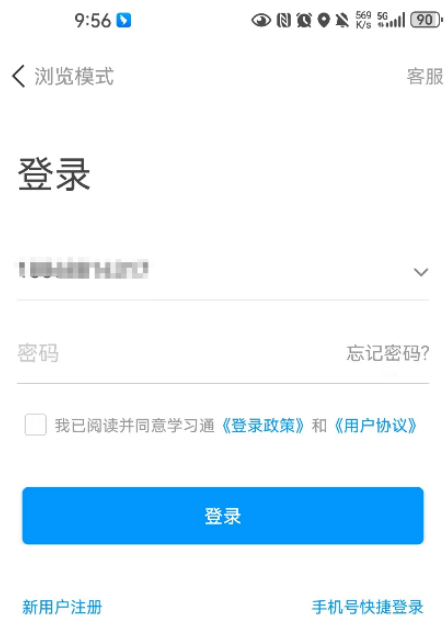 9:56 569 K/s 5G 90
浏览模式 客服
登录
密码 忘记密码?
我已阅读并同意学习通《登录政策》和《用户协议》
登录
新用户注册 手机号快捷登录